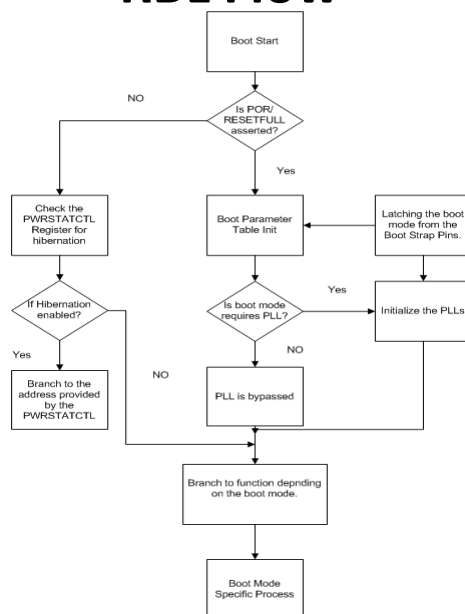 Boot Start
NO
Is POR/
RESETFULL
asserted?
Yes
Check the
PWRSTATCTL
Register for
hibernation
Boot Parameter
Table Init
Latching the boot
mode from the
Boot Strap Pins.
If Hibernation
enabled?
Is boot mode
requires PLL?
Yes
Initialize the PLLs
Yes
NO
NO
Branch to the
address provided
by the
PWRSTATCTL
PLL is bypassed
Branch to function depnding
on the boot mode.
Boot Mode
Specific Process